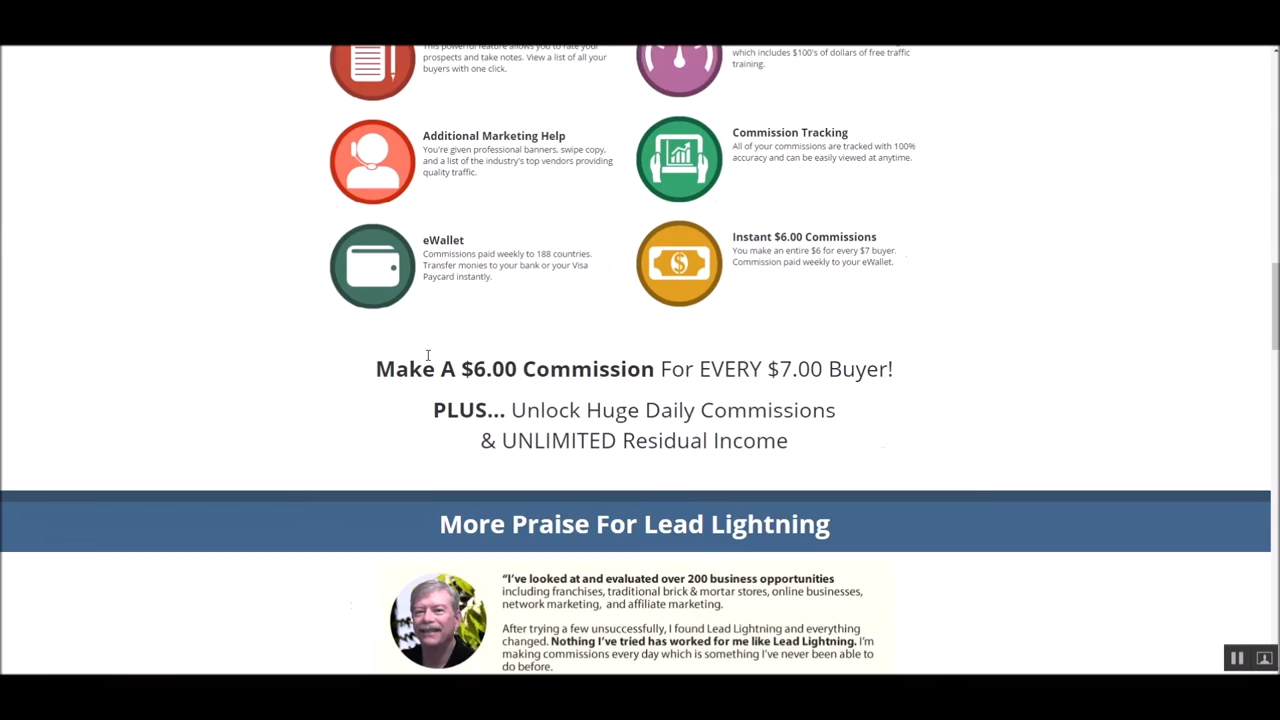 This powerful feature allows you to rate your
prospects and take notes. View a list of all your
buyers with one click.
which includes $100's of dollars of free traffic
training.
Additional Marketing Help
You're given professional banners, swipe copy,
and a list of the industry's top vendors providing
quality traffic.
Commission Tracking
All of your commissions are tracked with 100%
accuracy and can be easily viewed at anytime.
eWallet
Commissions paid weekly to 188 countries.
Transfer monies to your bank or your Visa
Paycard instantly.
Instant $6.00 Commissions
You make an entire $6 for every $7 buyer.
Commission paid weekly to your eWallet.
Make A $6.00 Commission For EVERY $7.00 Buyer!
PLUS... Unlock Huge Daily Commissions
& UNLIMITED Residual Income
More Praise For Lead Lightning
"I've looked at and evaluated over 200 business opportunities
including franchises, traditional brick & mortar stores, online businesses,
network marketing, and affiliate marketing.
After trying a few unsuccessfully, I found Lead Lightning and everything
changed. Nothing I've tried has worked for me like Lead Lightning. I'm
making commissions every day which is something I've never been able to
do before.